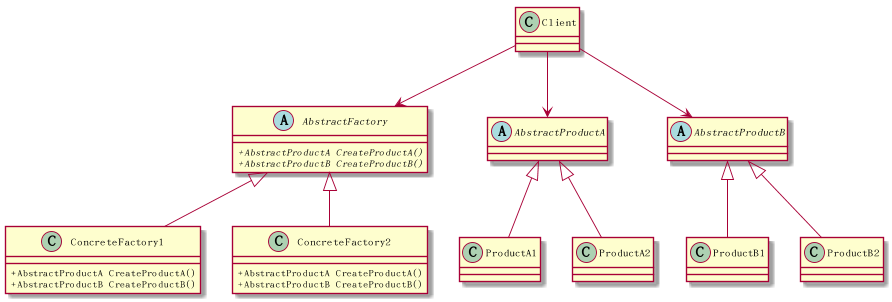 C Client
A AbstractFactory
+AbstractProductA CreateProductA()
+AbstractProductB CreateProductB()
A AbstractProductA
A AbstractProductB
C ConcreteFactory1
+AbstractProductA CreateProductA()
+AbstractProductB CreateProductB()
C ConcreteFactory2
+AbstractProductA CreateProductA()
+AbstractProductB CreateProductB()
C ProductA1
C ProductA2
C ProductB1
C ProductB2